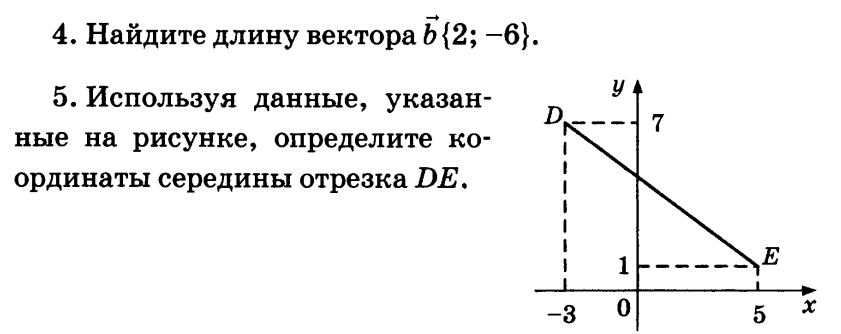 4. Найдите длину вектора b⃗{2; −6}.
5. Используя данные, указан-
ные на рисунке, определите ко-
ординаты середины отрезка DE.
y
D
7
1
E
−3
0
5
x